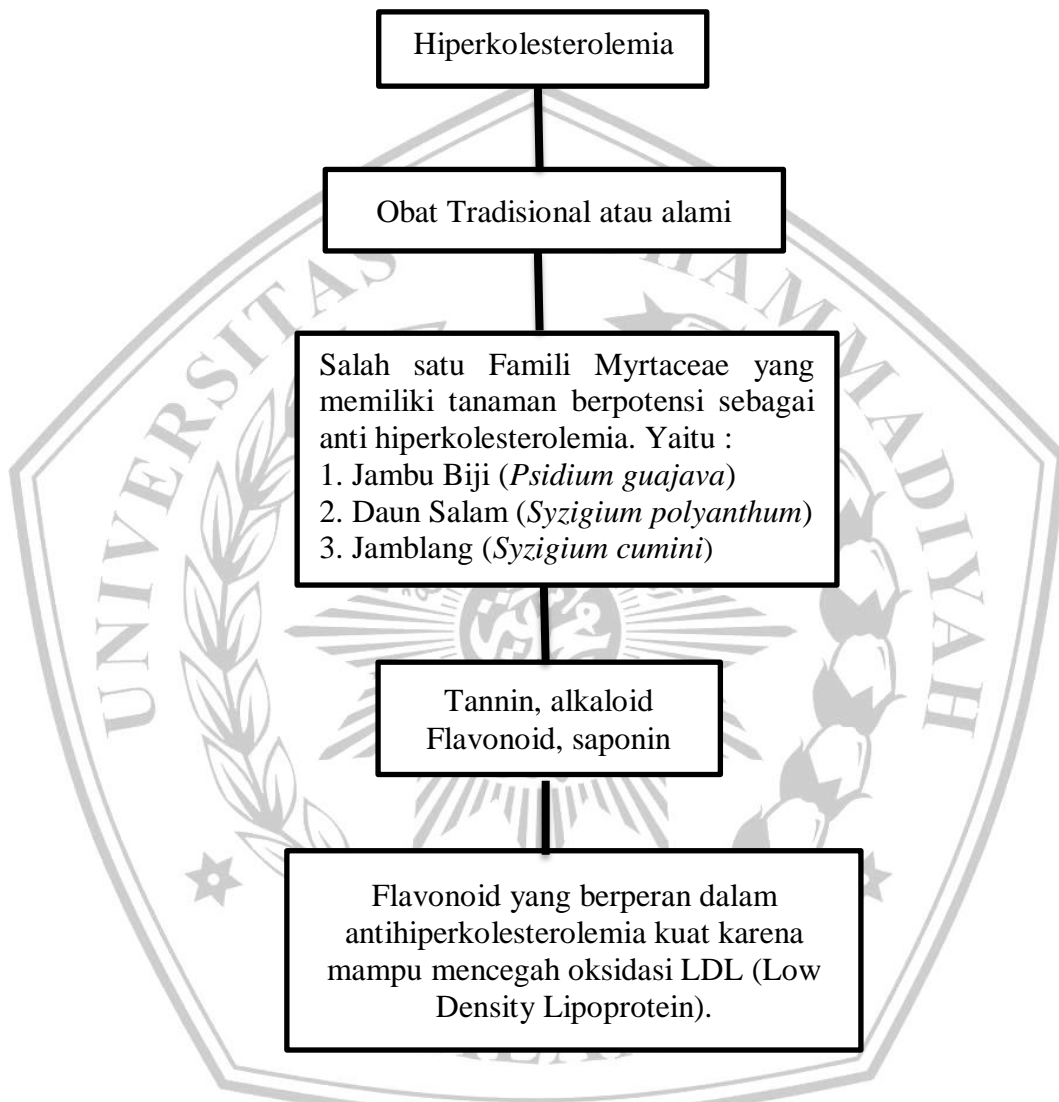 Hiperkolesterolemia
Obat Tradisional atau alami
Salah satu Famili Myrtaceae yang
memiliki tanaman berpotensi sebagai
anti hiperkolesterolemia. Yaitu :
1. Jambu Biji (Psidium guajava)
2. Daun Salam (Syzigium polyanthum)
3. Jamblang (Syzigium cumini)
Tannin, alkaloid
Flavonoid, saponin
Flavonoid yang berperan dalam
antihiperkolesterolemia kuat karena
mampu mencegah oksidasi LDL (Low
Density Lipoprotein).
UNIVERSITAS